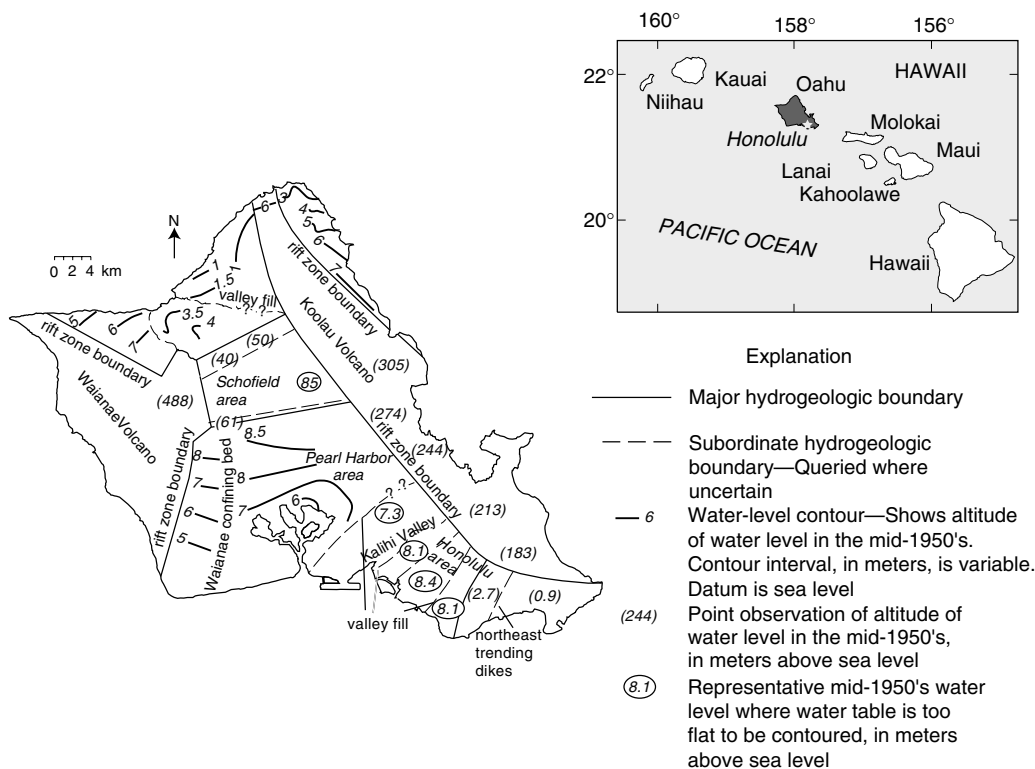 160°
158°
156°
22°
20°
HAWAII
Kauai
Oahu
Niihau
Honolulu
Molokai
Maui
Lanai
Kahoolawe
PACIFIC OCEAN
Hawaii
N
0 2 4 km
6
3
4
5
6
7
rift zone boundary
1
1
1.5
valley fill
? ?
3.5
4
5
6
7
rift zone boundary
Koolau Volcano
(50)
(40)
(305)
Schofield
area
85
(488)
Waianae Volcano
(61)
(274)
(244)
rift zone boundary
8.5
Pearl Harbor
area
8
8
7
7
6
6
5
rift zone boundary
Waianae confining bed
? ?
7.3
(213)
Kalihi Valley
8.1
Honolulu
area
(183)
8.4
8.1
(2.7)
(0.9)
valley fill
northeast
trending
dikes
Explanation
Major hydrogeologic boundary
Subordinate hydrogeologic
boundary—Queried where
uncertain
6
Water-level contour—Shows altitude
of water level in the mid-1950's.
Contour interval, in meters, is variable.
Datum is sea level
(244)
Point observation of altitude of
water level in the mid-1950's,
in meters above sea level
8.1
Representative mid-1950's water
level where water table is too
flat to be contoured, in meters
above sea level